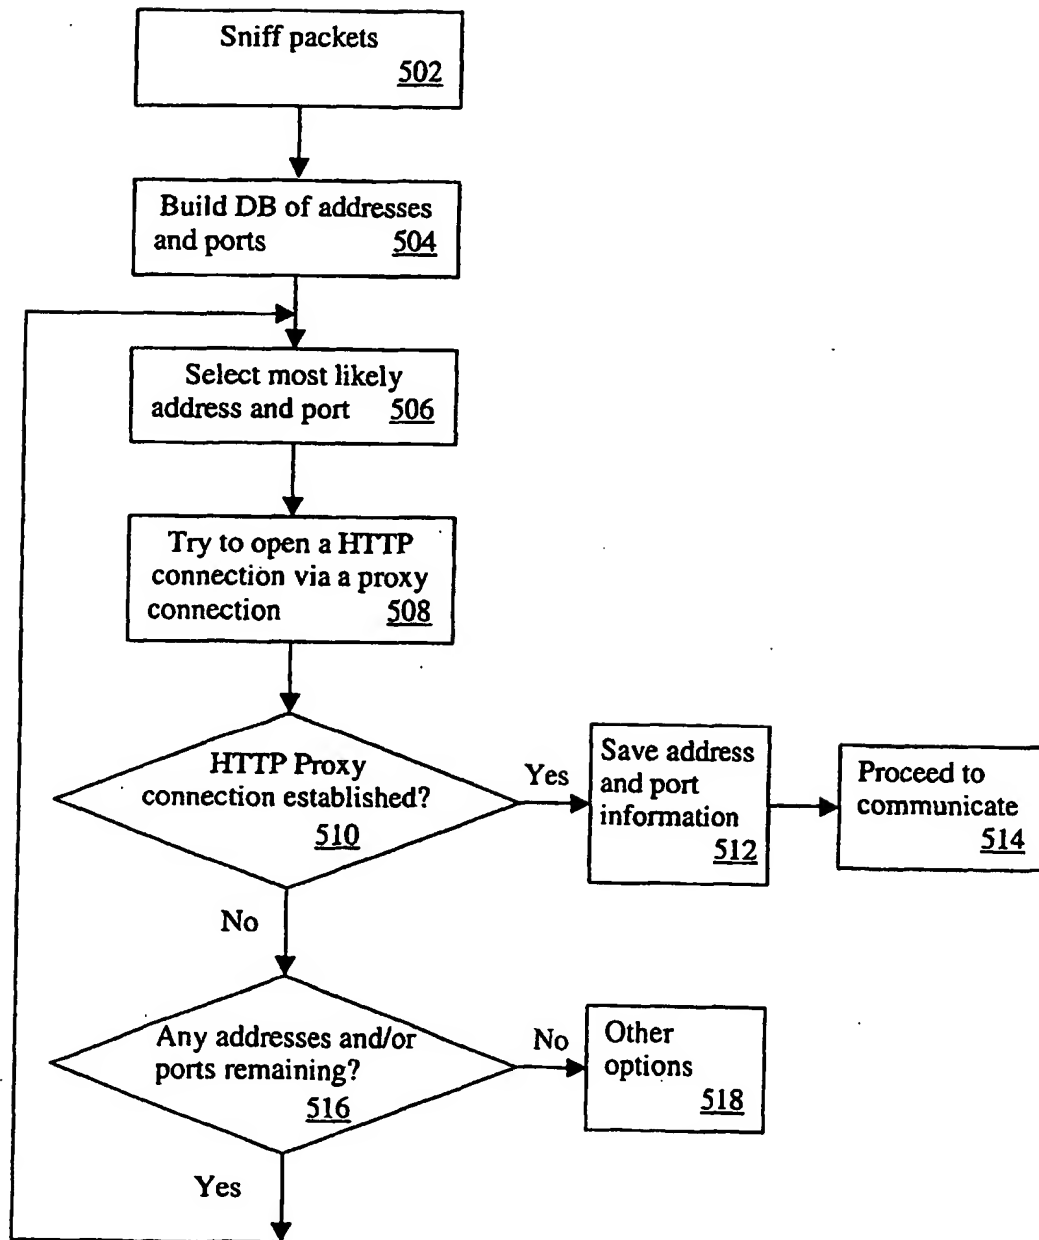 Sniff packets
502
Build DB of addresses
and ports 504
Select most likely
address and port 506
Try to open a HTTP
connection via a proxy
connection 508
HTTP Proxy
connection established?
510
Yes
Save address
and port
information
512
Proceed to
communicate
514
No
Any addresses and/or
ports remaining?
516
No
Other
options
518
Yes